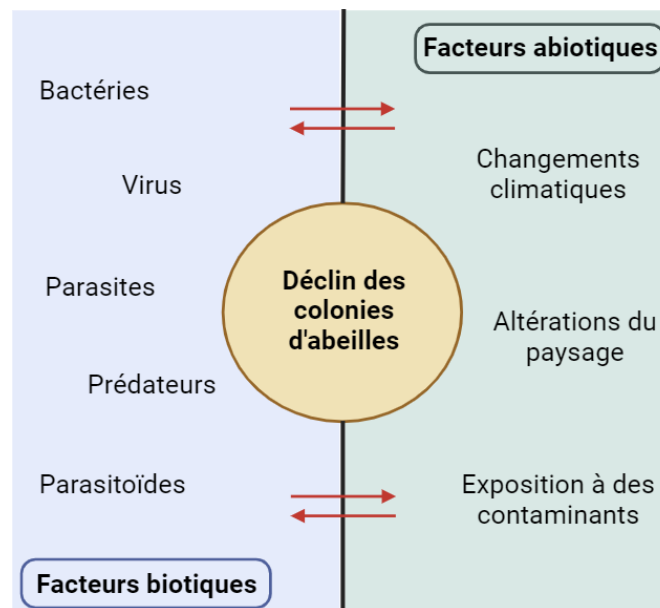 Facteurs abiotiques
Bactéries
Changements
climatiques
Virus
Déclin des
colonies
d'abeilles
Parasites
Altérations du
paysage
Prédateurs
Parasitoïdes
Exposition à des
contaminants
Facteurs biotiques